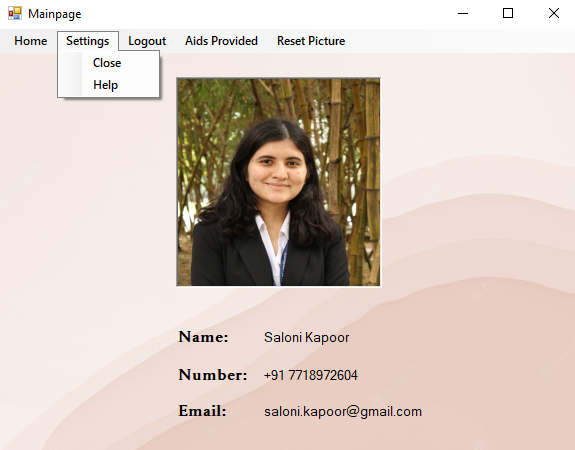 Mainpage
Home Settings Logout Aids Provided Reset Picture
Close
Help
Name: Saloni Kapoor
Number: +91 7718972604
Email: saloni.kapoor@gmail.com